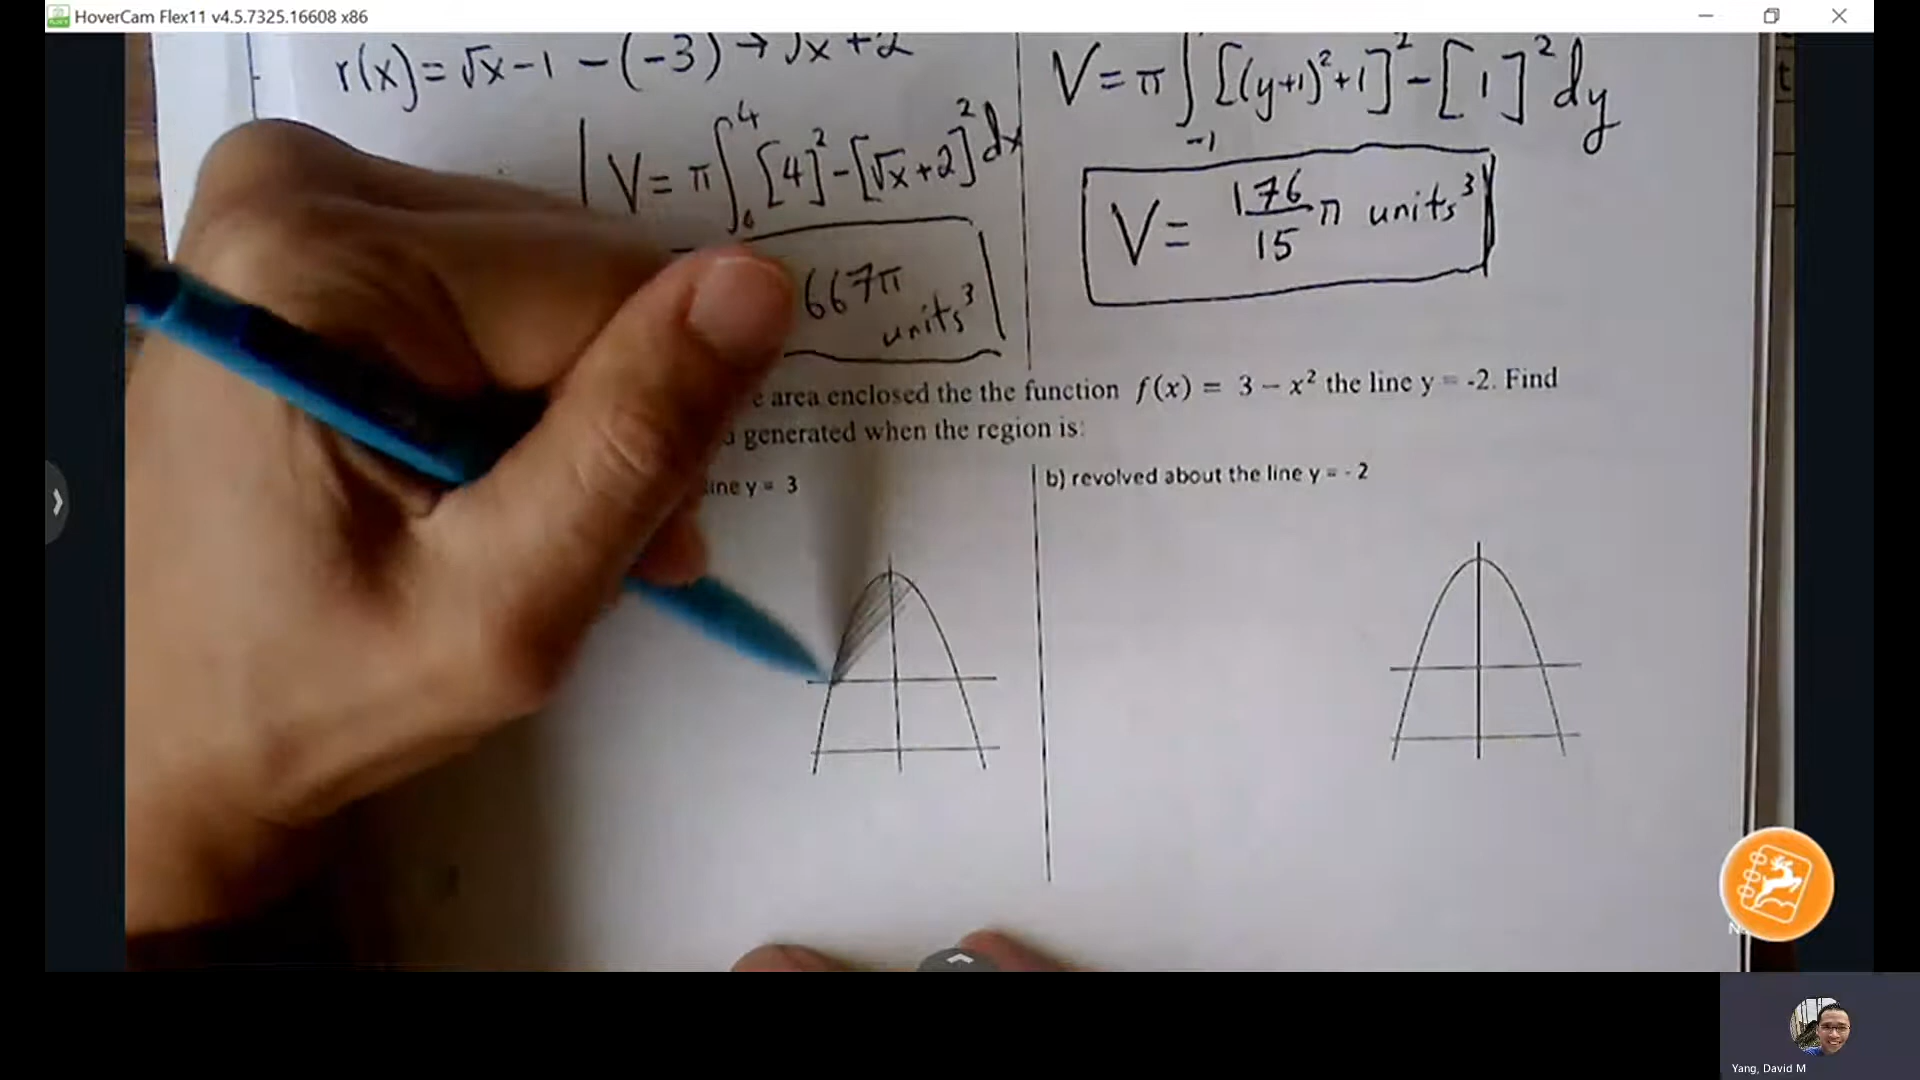 HoverCam Flex11 v4.5.7325.16608 x86
r(x) = √x - 1 - (-3) → √x + 2
V = π∫ [4]² - [√x + 2]² dx
4
667π
units³
V = π∫ [(y+1)² + 1]² - [1]² dy
-1
V = 176/15 π units³
area enclosed the the function f(x) = 3 − x² the line y = -2. Find
generated when the region is:
y = 3
b) revolved about the line y = - 2
Yang, David M